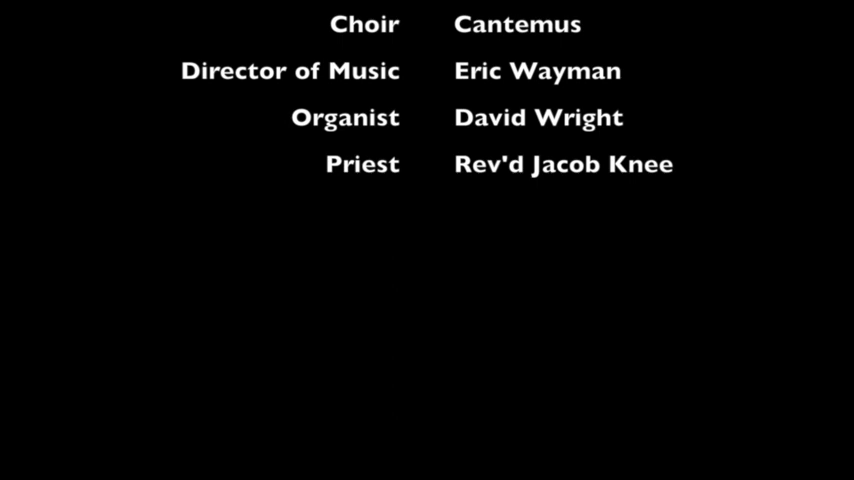 Choir Cantemus
Director of Music Eric Wayman
Organist David Wright
Priest Rev'd Jacob Knee